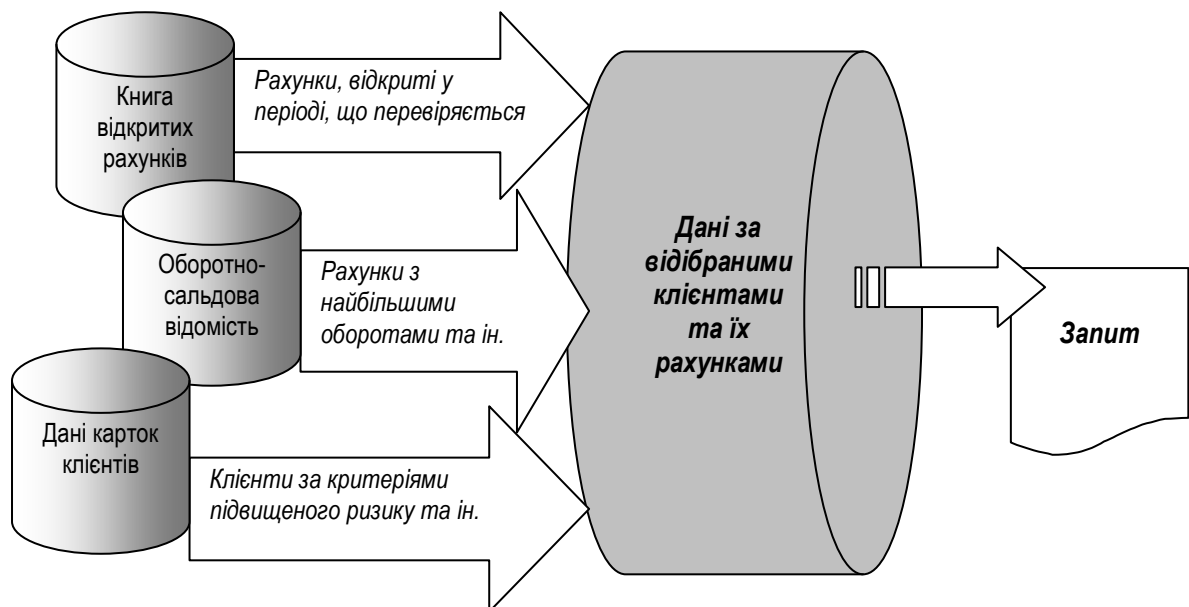 Книга
відкритих
рахунків
Рахунки, відкриті у
періоді, що перевіряється
Оборотно-
сальдова
відомість
Рахунки з
найбільшими
оборотами та ін.
Дані карток
клієнтів
Клієнти за критеріями
підвищеного ризику та ін.
Дані за
відібраними
клієнтами
та їх
рахунками
Запит